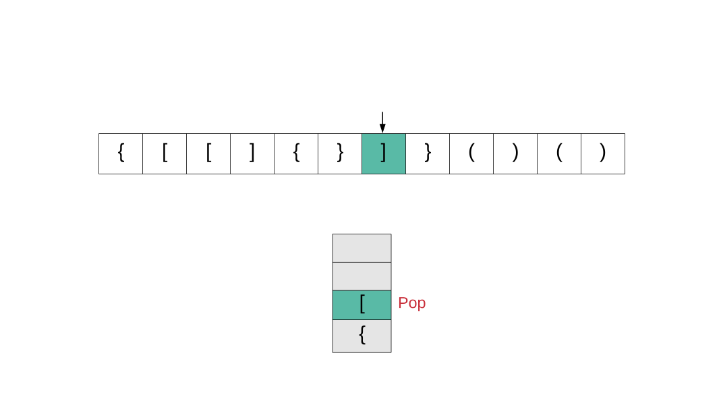 { [ [ ] { } ] } ( ) ( )
[ Pop
{